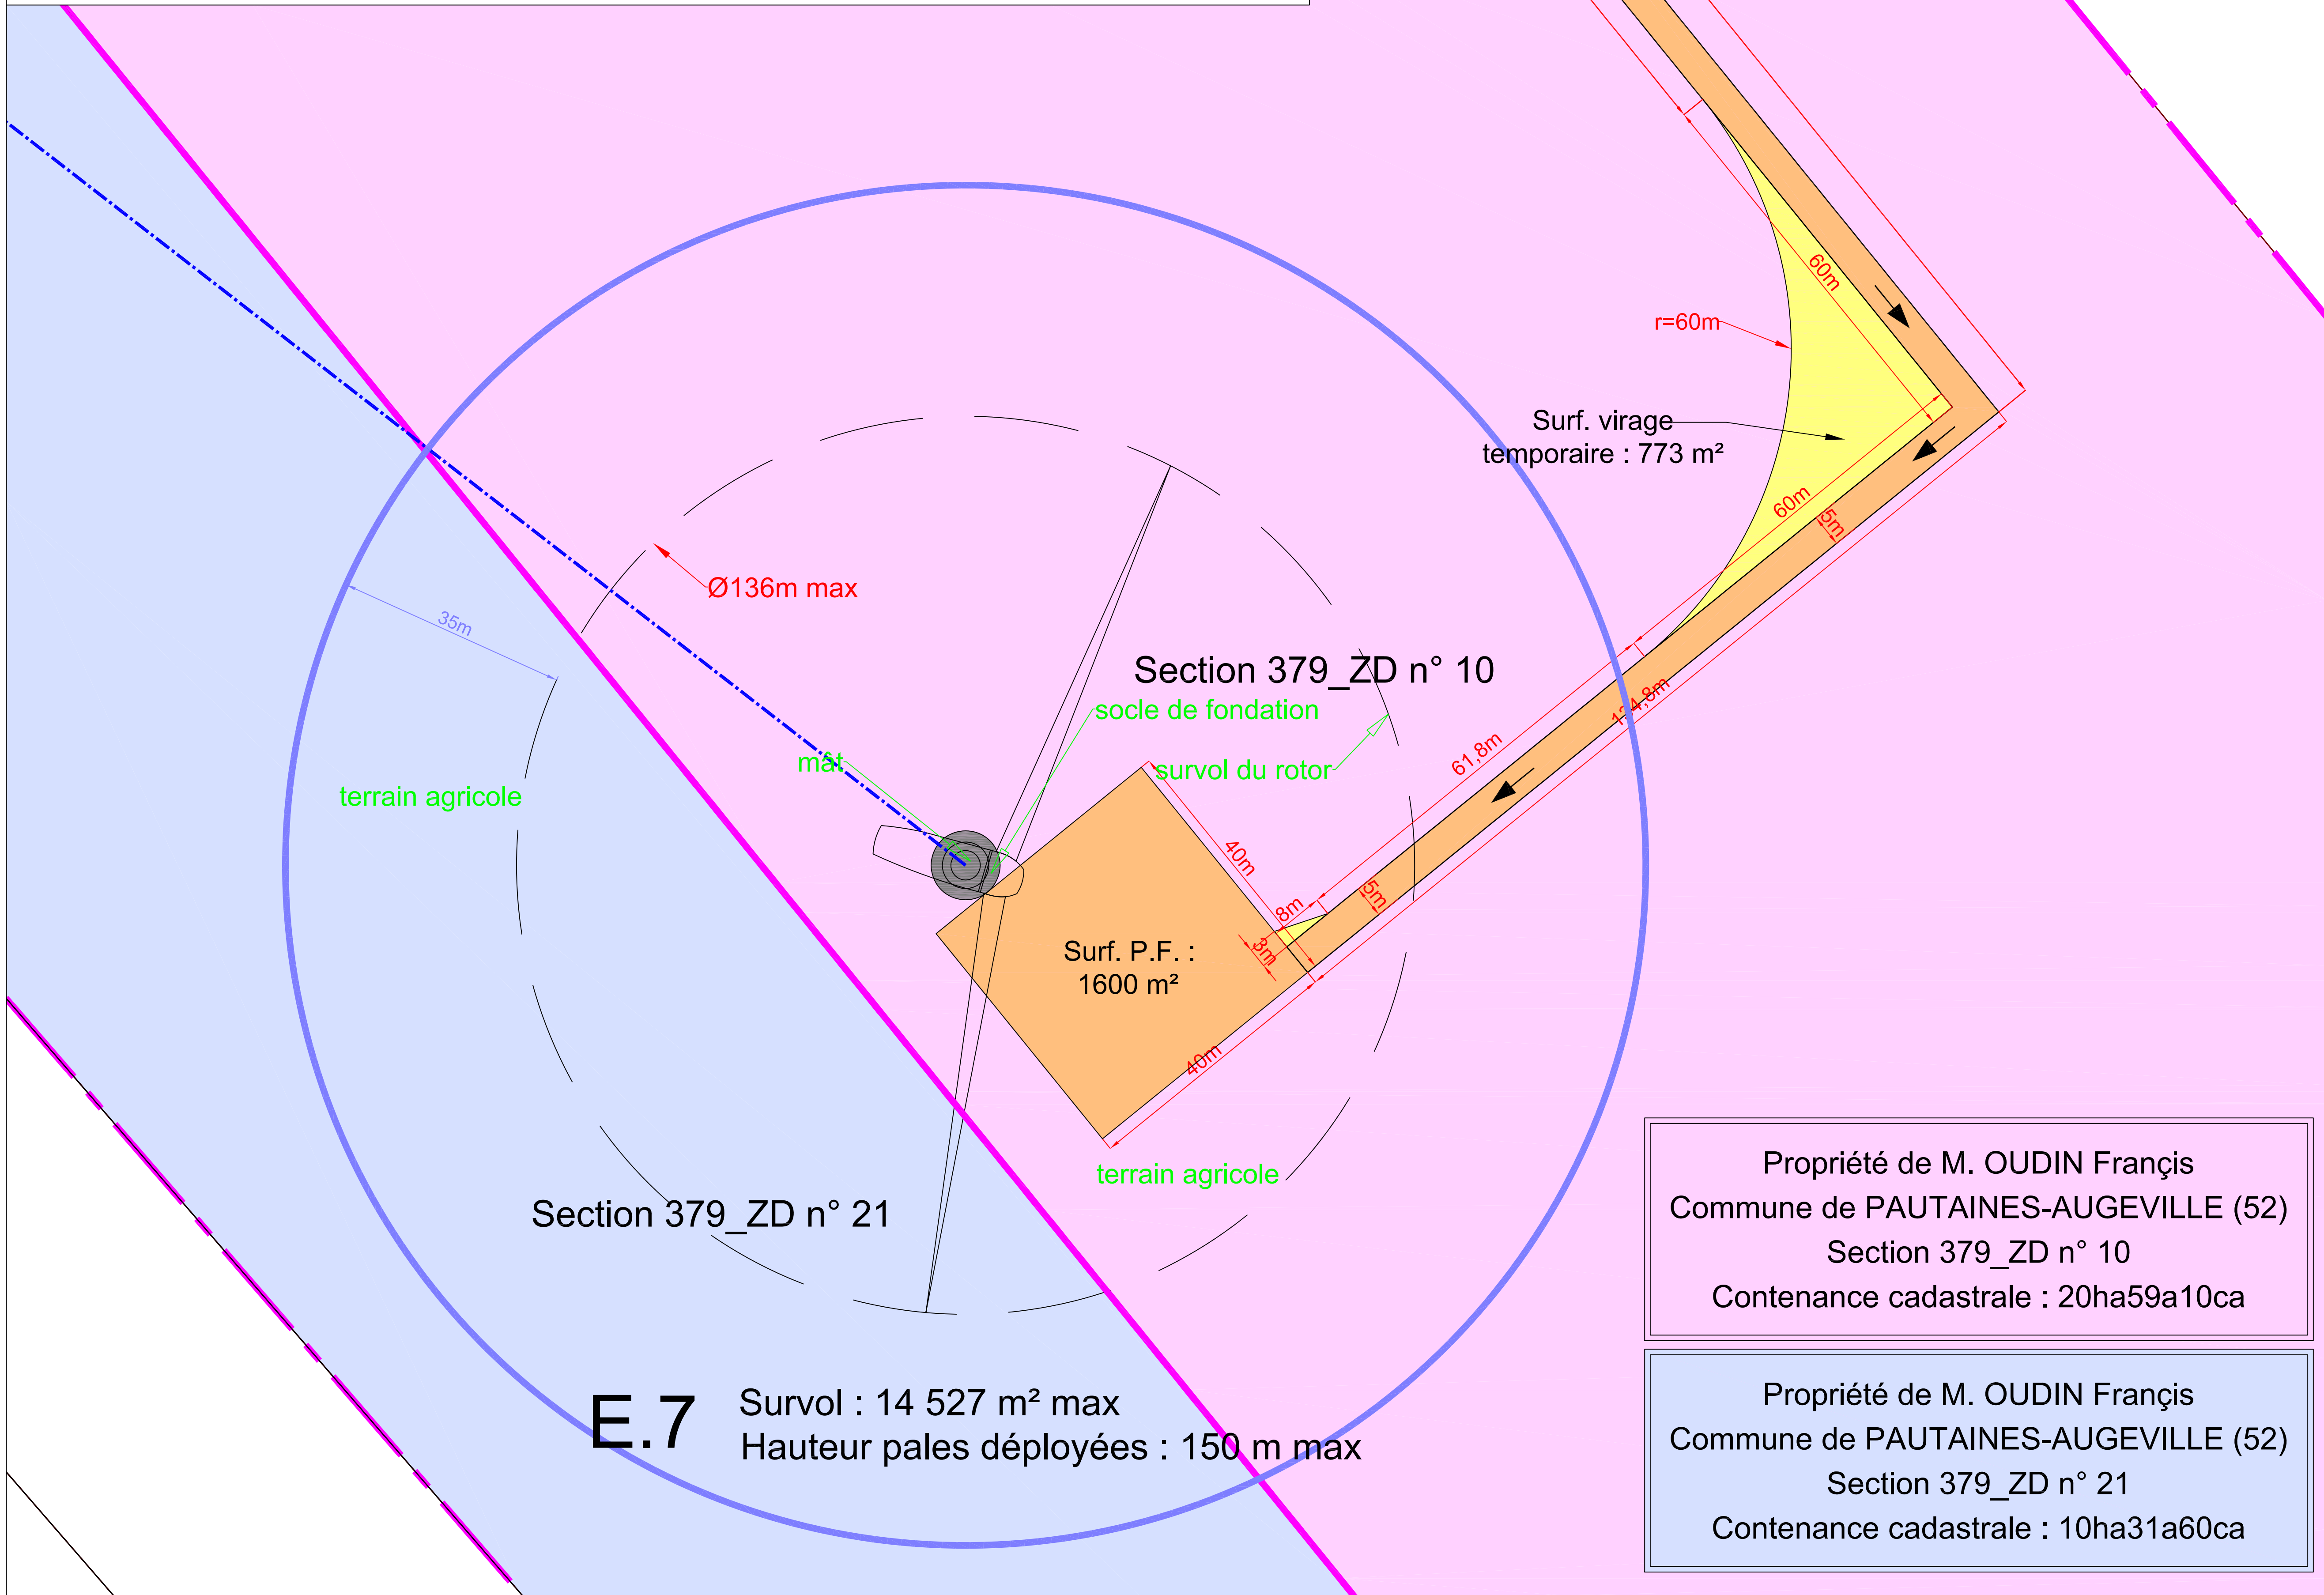 60m
r=60m
Surf. virage
temporaire : 773 m²
60m
5m
Ø136m max
35m
Section 379_ZD n° 10
socle de fondation
mât
survol du rotor
terrain agricole
61,8m
134,8m
40m
8m
5m
3m
Surf. P.F. :
1600 m²
40m
terrain agricole
Section 379_ZD n° 21
E.7
Survol : 14 527 m² max
Hauteur pales déployées : 150 m max
Propriété de M. OUDIN Françis
Commune de PAUTAINES-AUGEVILLE (52)
Section 379_ZD n° 10
Contenance cadastrale : 20ha59a10ca
Propriété de M. OUDIN Françis
Commune de PAUTAINES-AUGEVILLE (52)
Section 379_ZD n° 21
Contenance cadastrale : 10ha31a60ca